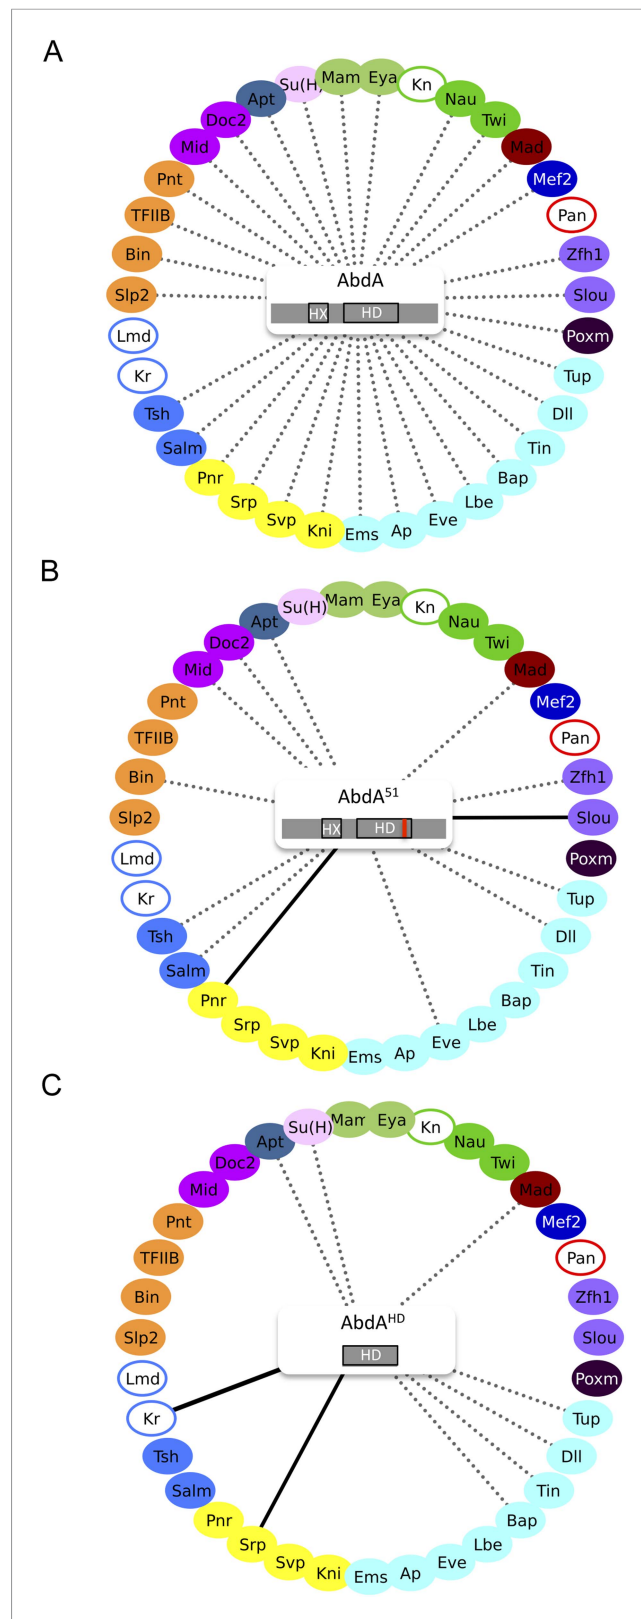 A
Su(H) Mam Eya Kn
Apt Nau
Doc2 Twi
Mid Mad
Pnt Mef2
TFIIB Pan
Bin Zfh1
AbdA
Slp2 Slou
HX HD
Lmd Poxm
Kr Tup
Tsh Dll
Salm Tin
Pnr Bap
Srp Lbe
Svp Eve
Kni Ems Ap
B
Su(H) Mam Eya Kn
Apt Nau
Doc2 Twi
Mid Mad
Pnt Mef2
TFIIB Pan
Bin Zfh1
AbdA51
Slp2 Slou
HX HD
Lmd Poxm
Kr Tup
Tsh Dll
Salm Tin
Pnr Bap
Srp Lbe
Svp Eve
Kni Ems Ap
C
Su(H) Mam Eya Kn
Apt Nau
Doc2 Twi
Mid Mad
Pnt Mef2
TFIIB Pan
Bin Zfh1
AbdAHD
Slp2 Slou
HD
Lmd Poxm
Kr Tup
Tsh Dll
Salm Tin
Pnr Bap
Srp Lbe
Svp Eve
Kni Ems Ap